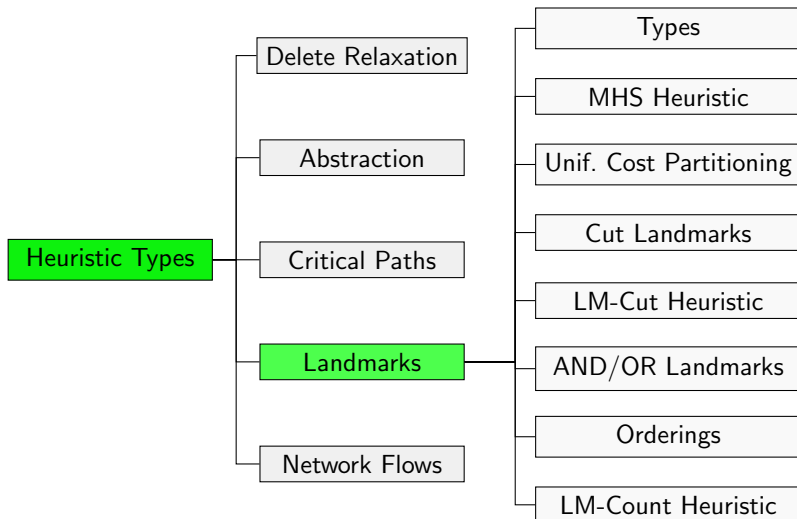 Heuristic Types
Delete Relaxation
Abstraction
Critical Paths
Landmarks
Network Flows
Types
MHS Heuristic
Unif. Cost Partitioning
Cut Landmarks
LM-Cut Heuristic
AND/OR Landmarks
Orderings
LM-Count Heuristic